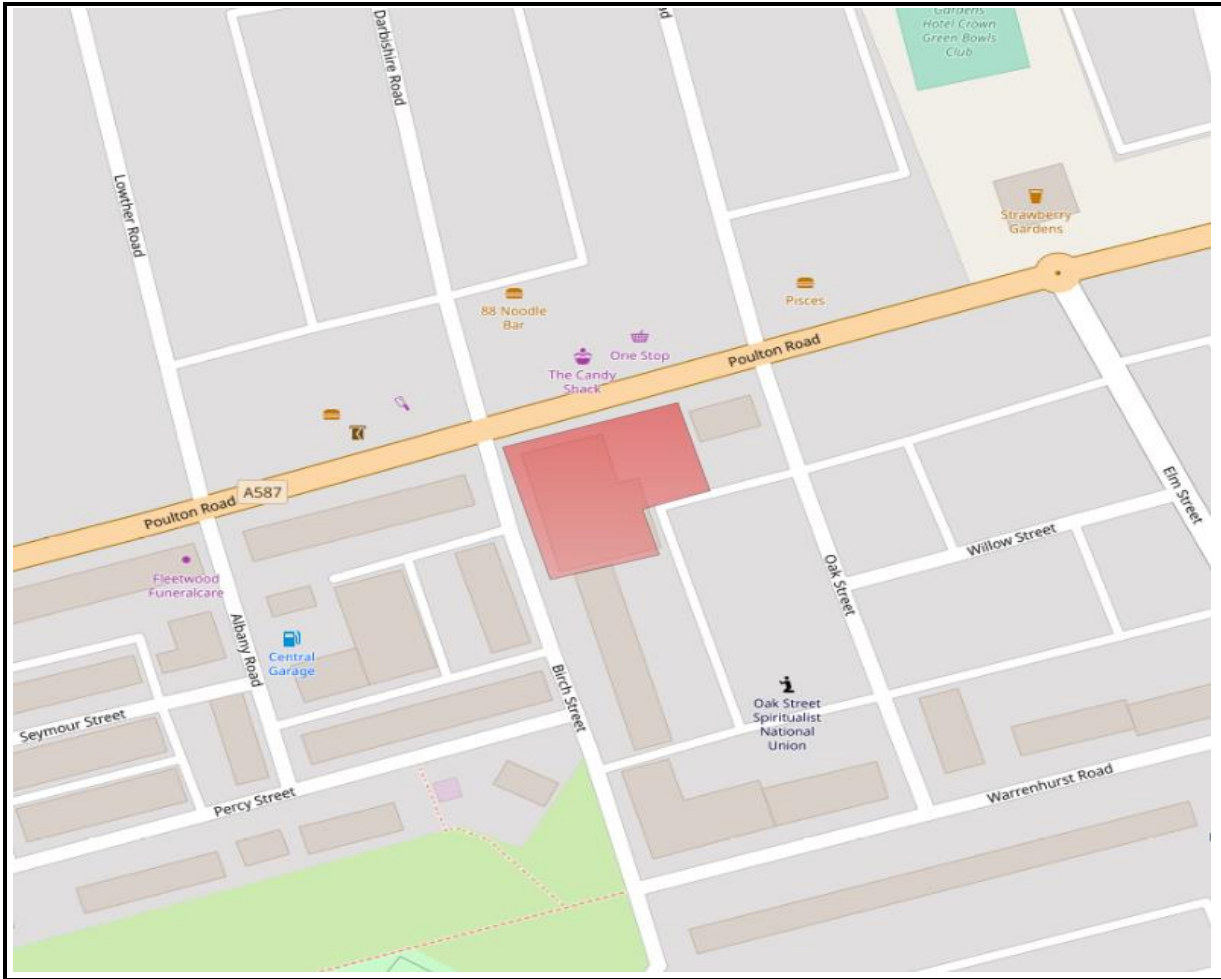 Gardens
Hotel Crown
Green Bowls
Club
Darbishire Road
Lowther Road
Strawberry
Gardens
88 Noodle
Bar
Pisces
One Stop
The Candy
Shack
Poulton Road
A587
Poulton Road
Elm Street
Willow Street
Oak Street
Fleetwood
Funeralcare
Albany Road
Central
Garage
Birch Street
Seymour Street
Oak Street
Spiritualist
National
Union
Percy Street
Warrenhurst Road